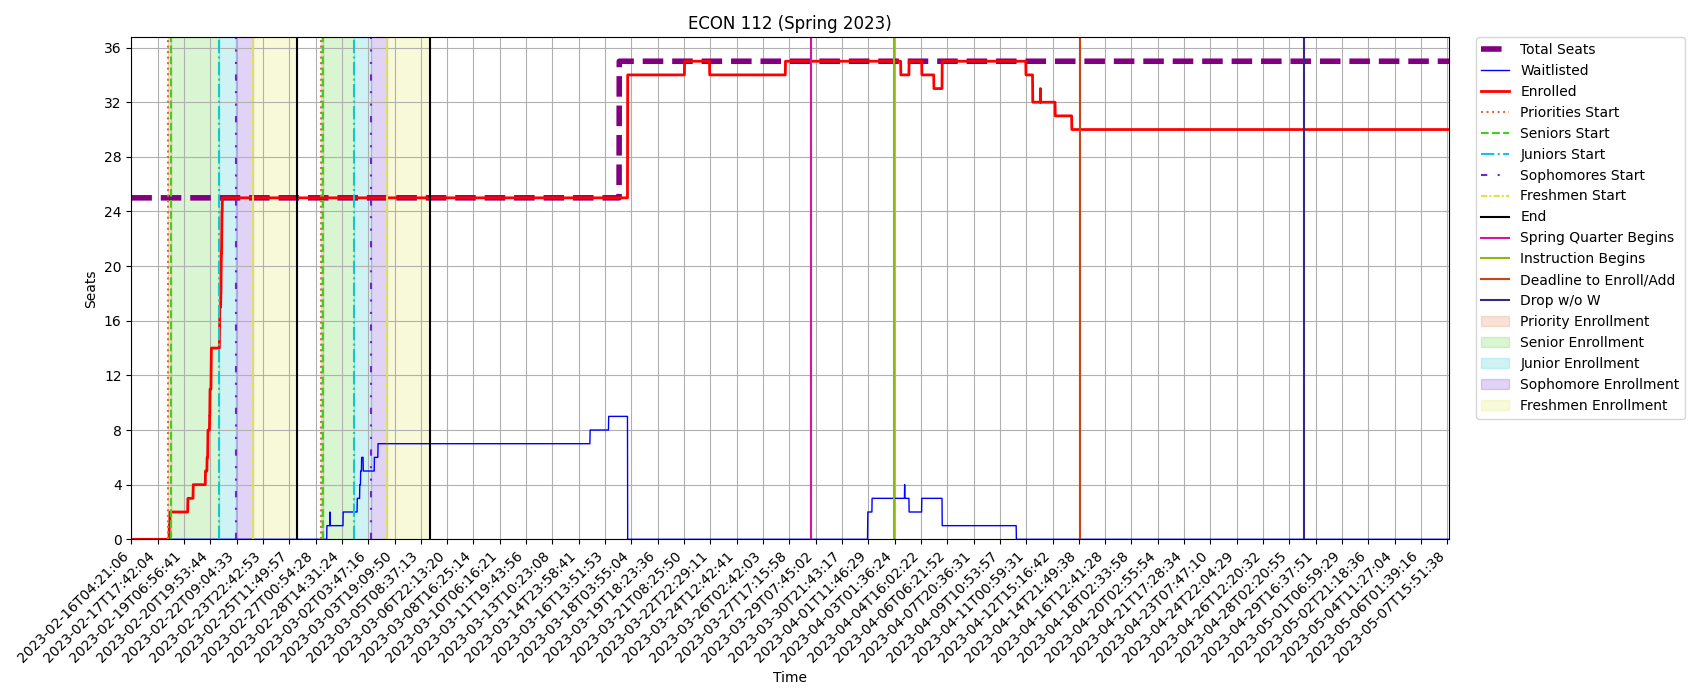 ECON 112 (Spring 2023)
Seats
36
32
28
24
20
16
12
8
4
0
2023-02-16T04:21:06
2023-02-17T17:42:04
2023-02-19T06:56:41
2023-02-20T19:53:44
2023-02-22T09:04:33
2023-02-23T22:42:53
2023-02-25T11:49:57
2023-02-27T00:54:28
2023-02-28T14:31:24
2023-03-02T03:47:16
2023-03-03T19:09:50
2023-03-05T08:37:13
2023-03-06T22:13:20
2023-03-08T16:25:14
2023-03-10T06:16:21
2023-03-11T19:43:56
2023-03-13T10:23:08
2023-03-14T23:58:41
2023-03-16T13:51:53
2023-03-18T03:55:04
2023-03-19T18:23:36
2023-03-21T08:25:50
2023-03-22T22:29:11
2023-03-24T12:42:41
2023-03-26T02:42:03
2023-03-27T17:15:58
2023-03-29T07:45:02
2023-03-30T21:43:17
2023-04-01T11:46:29
2023-04-03T01:36:24
2023-04-04T16:02:22
2023-04-06T06:21:52
2023-04-07T20:36:31
2023-04-09T10:53:57
2023-04-11T00:59:31
2023-04-12T15:16:42
2023-04-14T21:49:38
2023-04-16T12:41:28
2023-04-18T02:33:58
2023-04-20T02:55:54
2023-04-21T17:28:34
2023-04-23T07:47:10
2023-04-24T22:04:29
2023-04-26T12:20:32
2023-04-28T02:20:55
2023-04-29T16:37:51
2023-05-01T06:59:29
2023-05-02T21:18:36
2023-05-04T11:27:04
2023-05-06T01:39:16
2023-05-07T15:51:38
Time
Total Seats
Waitlisted
Enrolled
Priorities Start
Seniors Start
Juniors Start
Sophomores Start
Freshmen Start
End
Spring Quarter Begins
Instruction Begins
Deadline to Enroll/Add
Drop w/o W
Priority Enrollment
Senior Enrollment
Junior Enrollment
Sophomore Enrollment
Freshmen Enrollment